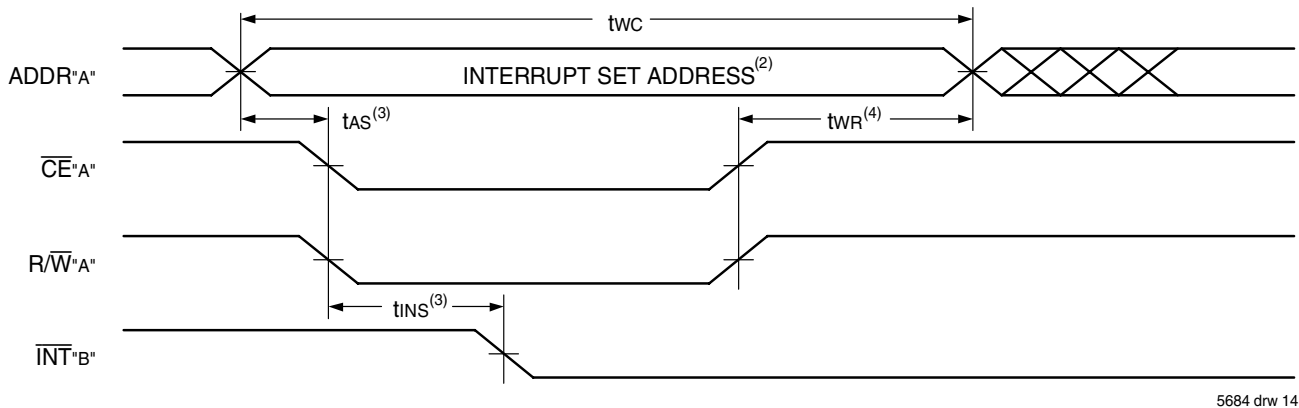 tWC
ADDR"A"
INTERRUPT SET ADDRESS(2)
tAS(3)
tWR(4)
CE"A"
R/W"A"
tINS(3)
INT"B"
5684 drw 14